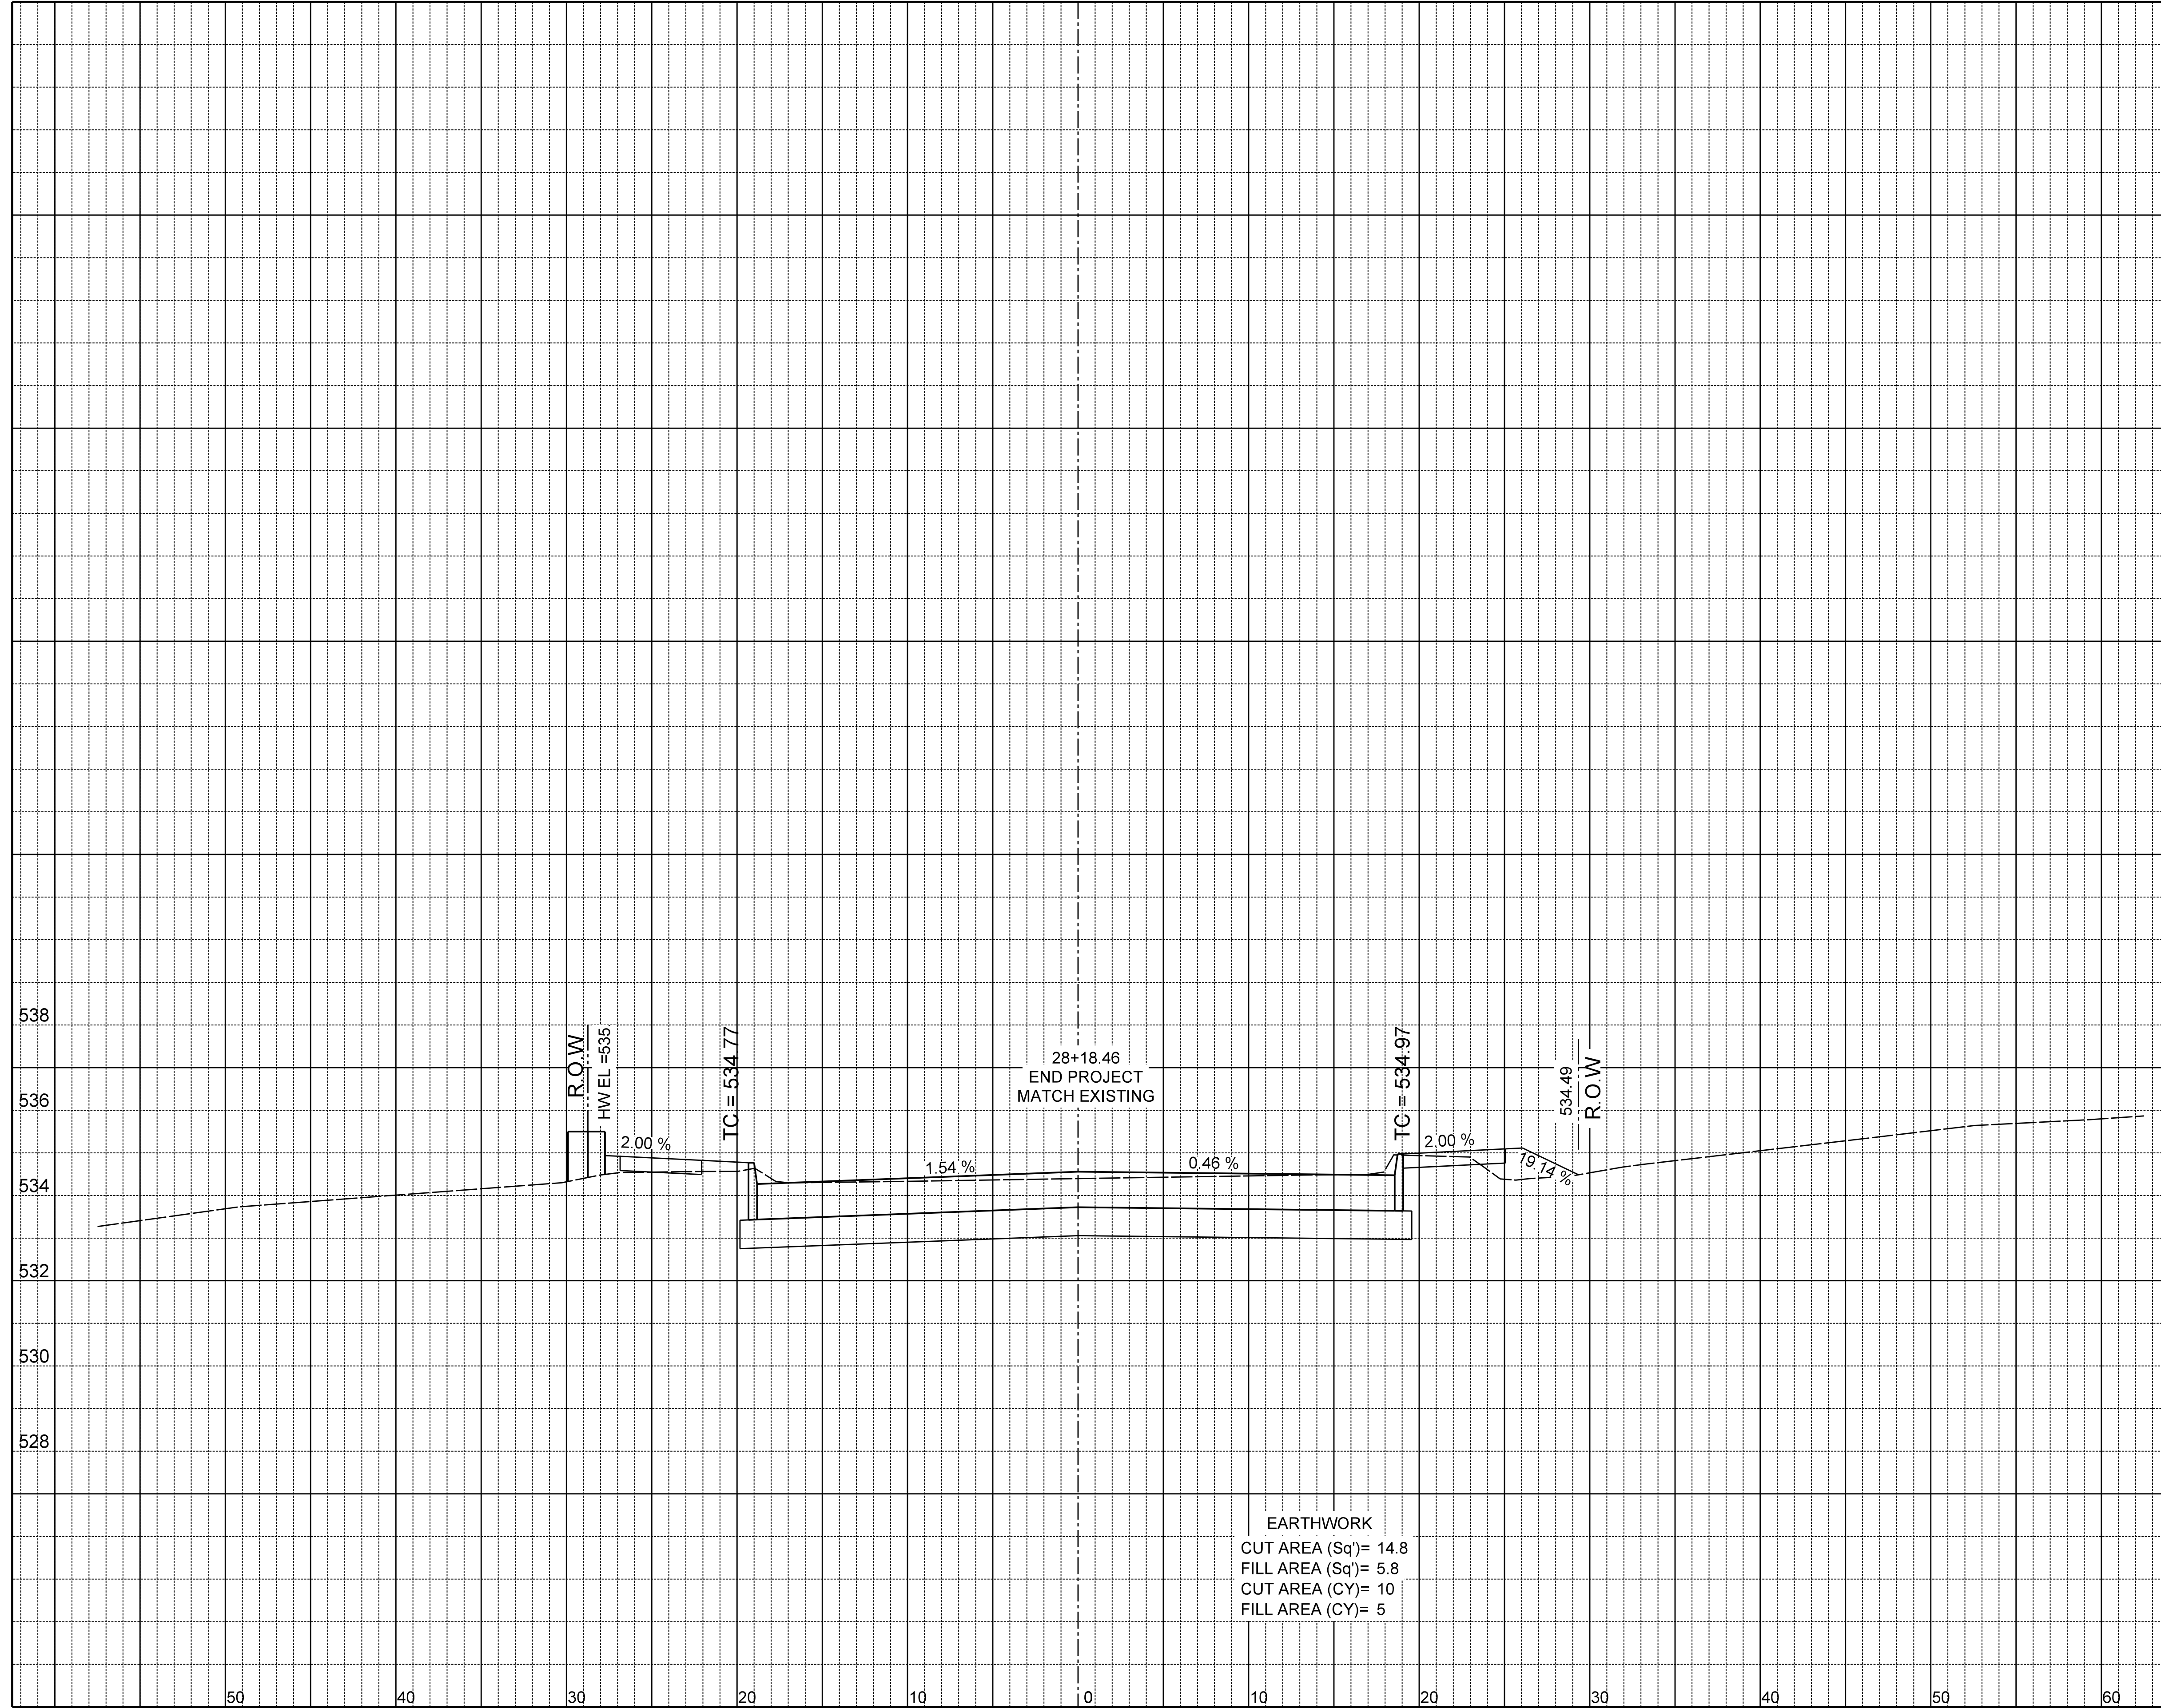 538
R.O.W
HW EL =535
TC = 534.77
28+18.46
END PROJECT
MATCH EXISTING
TC = 534.97
534.49
R.O.W
536
2.00 %
2.00 %
1.54 %
0.46 %
19.14 %
534
532
530
528
EARTHWORK
CUT AREA (Sq')= 14.8
FILL AREA (Sq')= 5.8
CUT AREA (CY)= 10
FILL AREA (CY)= 5
50 40 30 20 10 0 10 20 30 40 50 60